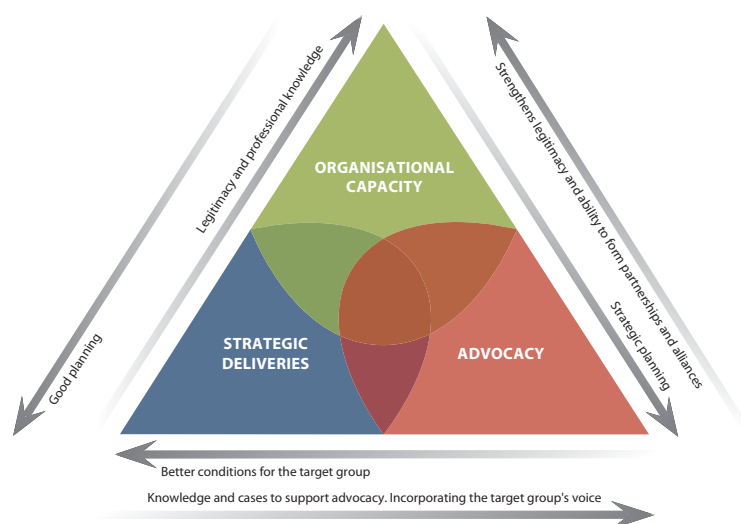 Legitimacy and professional knowledge
Strengthens legitimacy and ability to form partnerships and alliances
ORGANISATIONAL
CAPACITY
Good planning
Strategic planning
STRATEGIC
DELIVERIES
ADVOCACY
Better conditions for the target group
Knowledge and cases to support advocacy. Incorporating the target group's voice